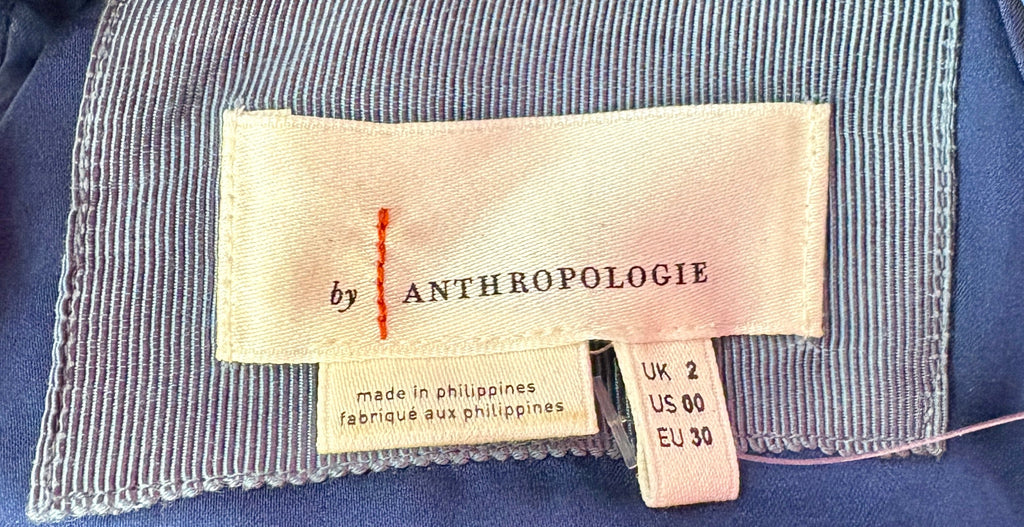 by ANTHROPOLOGIE
made in philippines
fabriqué aux philippines
UK 2
US 00
EU 30